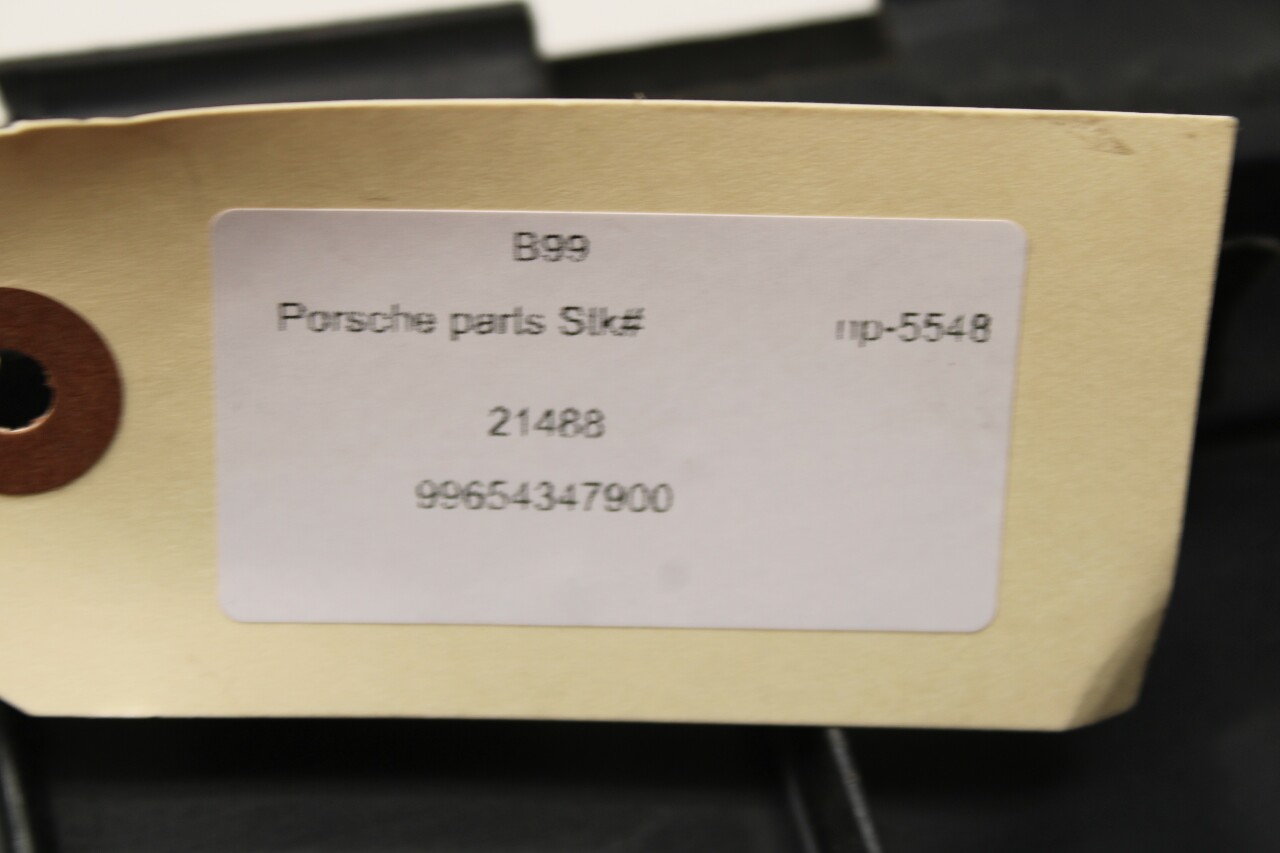 B99
Porsche parts Stk# np-5548
21488
99654347900